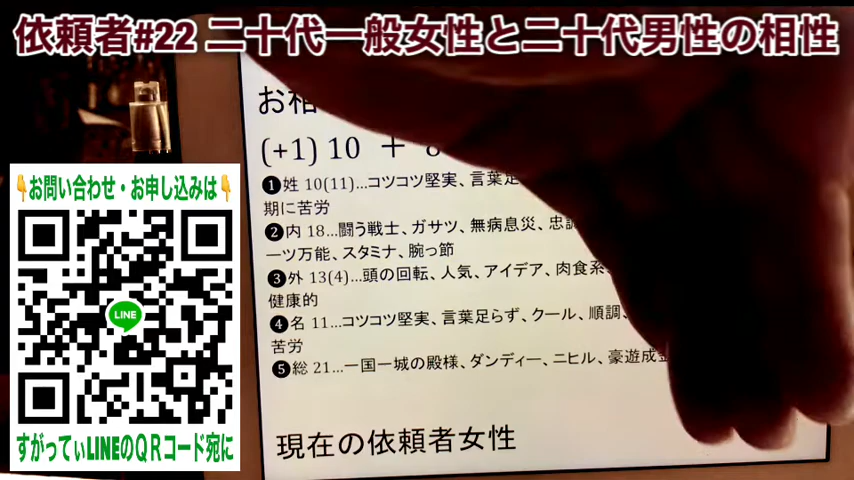 依頼者#22 二十代一般女性と二十代男性の相性
お相
(+1) 10 + 8
❶姓 10(11)…コツコツ堅実、言葉足
期に苦労
❷内 18…闘う戦士、ガサツ、無病息災、忠
ーツ万能、スタミナ、腕っ節
❸外 13(4)…頭の回転、人気、アイデア、肉食系
健康的
❹名 11…コツコツ堅実、言葉足らず、クール、順調、
苦労
❺総 21…一国一城の殿様、ダンディー、ニヒル、豪遊成金
現在の依頼者女性
👇お問い合わせ・お申し込みは👇
LINE
すがってぃLINEのQRコード宛に